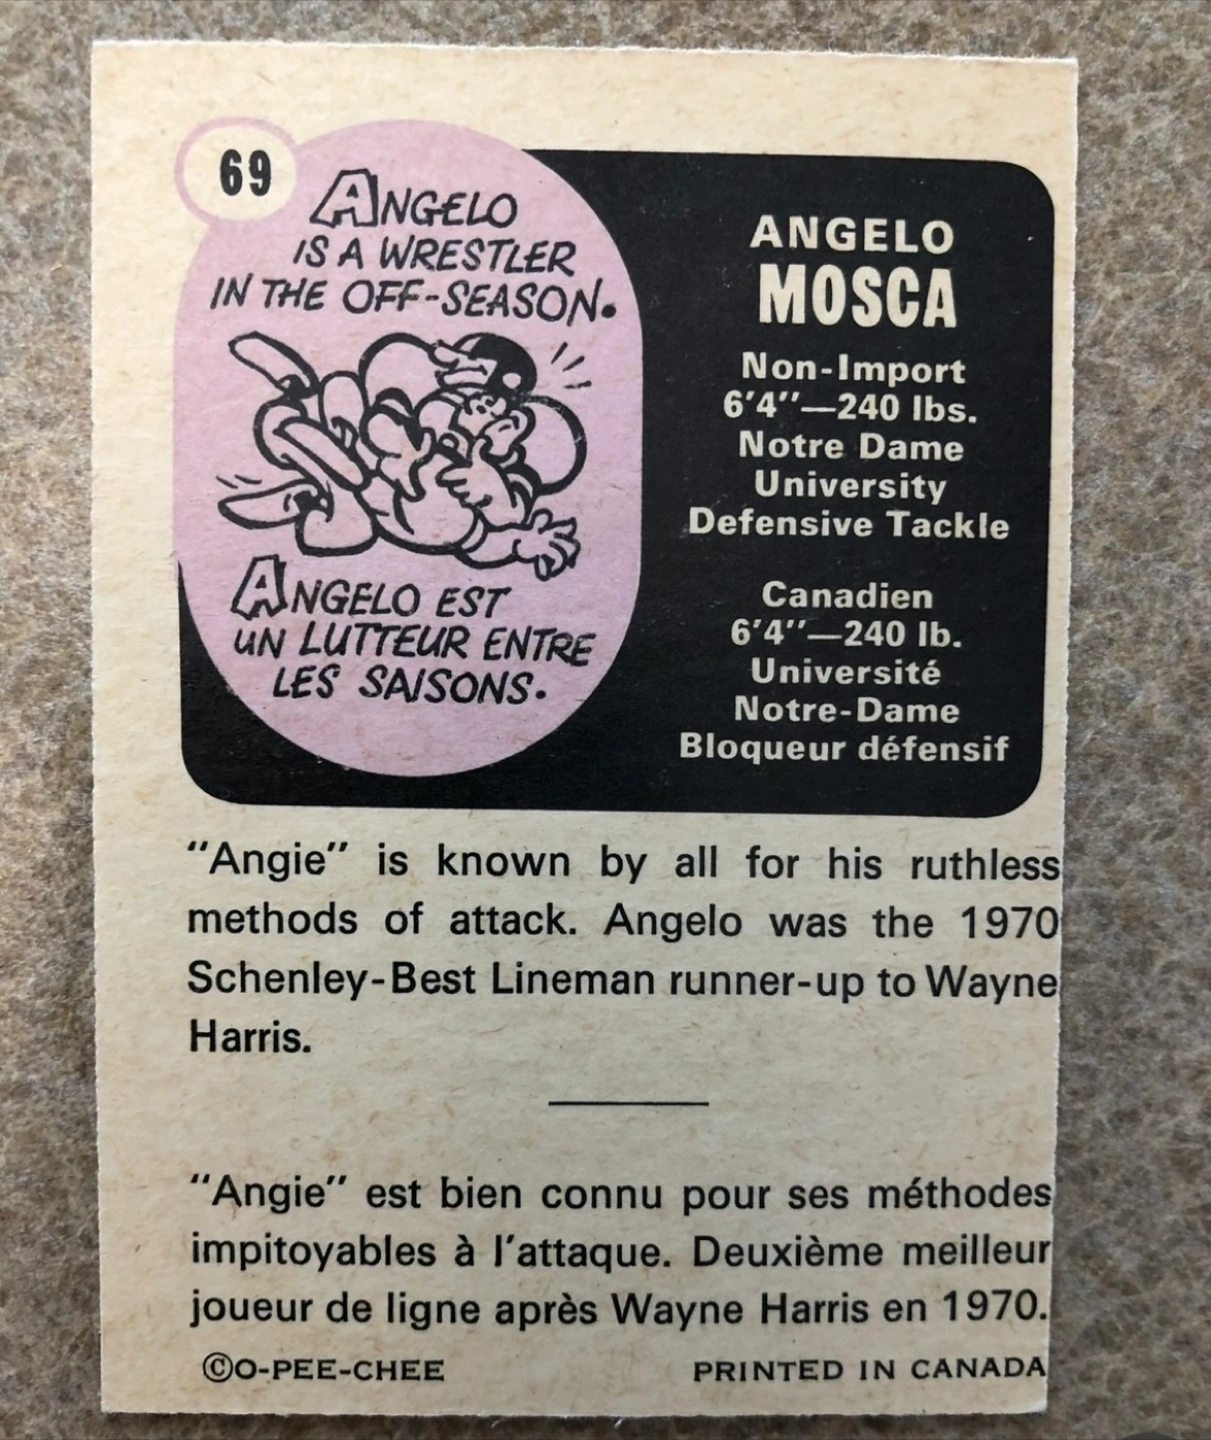 69
ANGELO
IS A WRESTLER
IN THE OFF-SEASON.
ANGELO EST
UN LUTTEUR ENTRE
LES SAISONS.
ANGELO
MOSCA
Non-Import
6'4"—240 lbs.
Notre Dame
University
Defensive Tackle
Canadien
6'4"—240 lb.
Université
Notre-Dame
Bloqueur défensif
"Angie" is known by all for his ruthless
methods of attack. Angelo was the 1970
Schenley-Best Lineman runner-up to Wayne
Harris.
"Angie" est bien connu pour ses méthodes
impitoyables à l'attaque. Deuxième meilleur
joueur de ligne après Wayne Harris en 1970.
©O-PEE-CHEE PRINTED IN CANADA